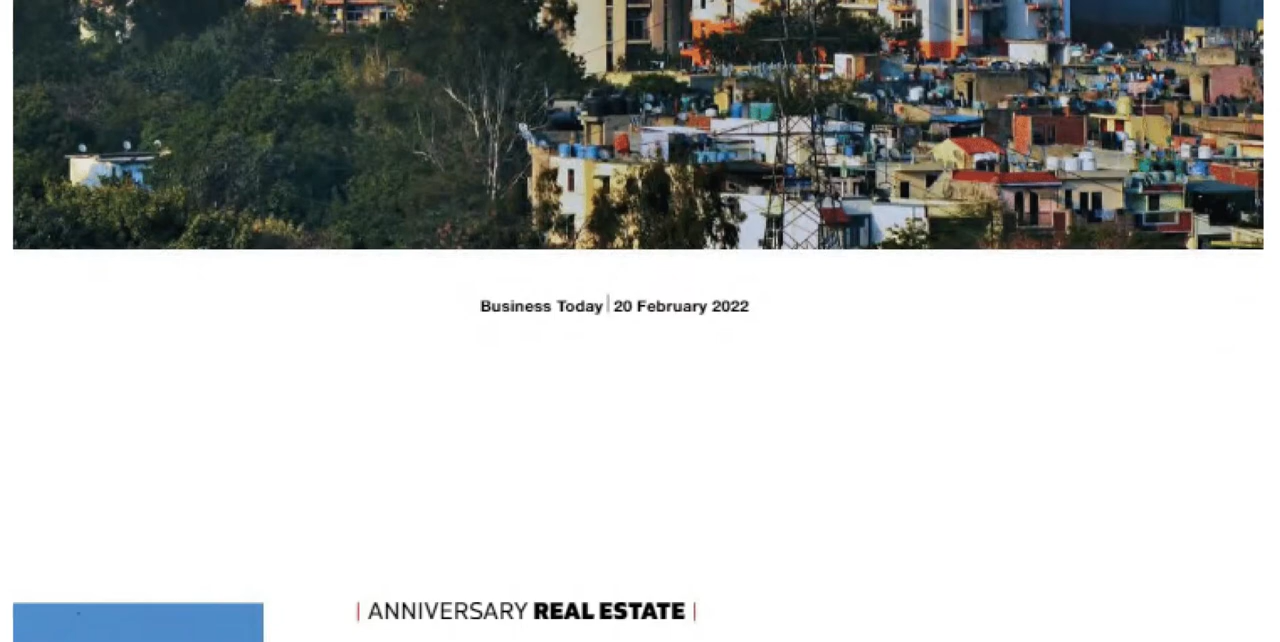 Business Today | 20 February 2022
| ANNIVERSARY REAL ESTATE |